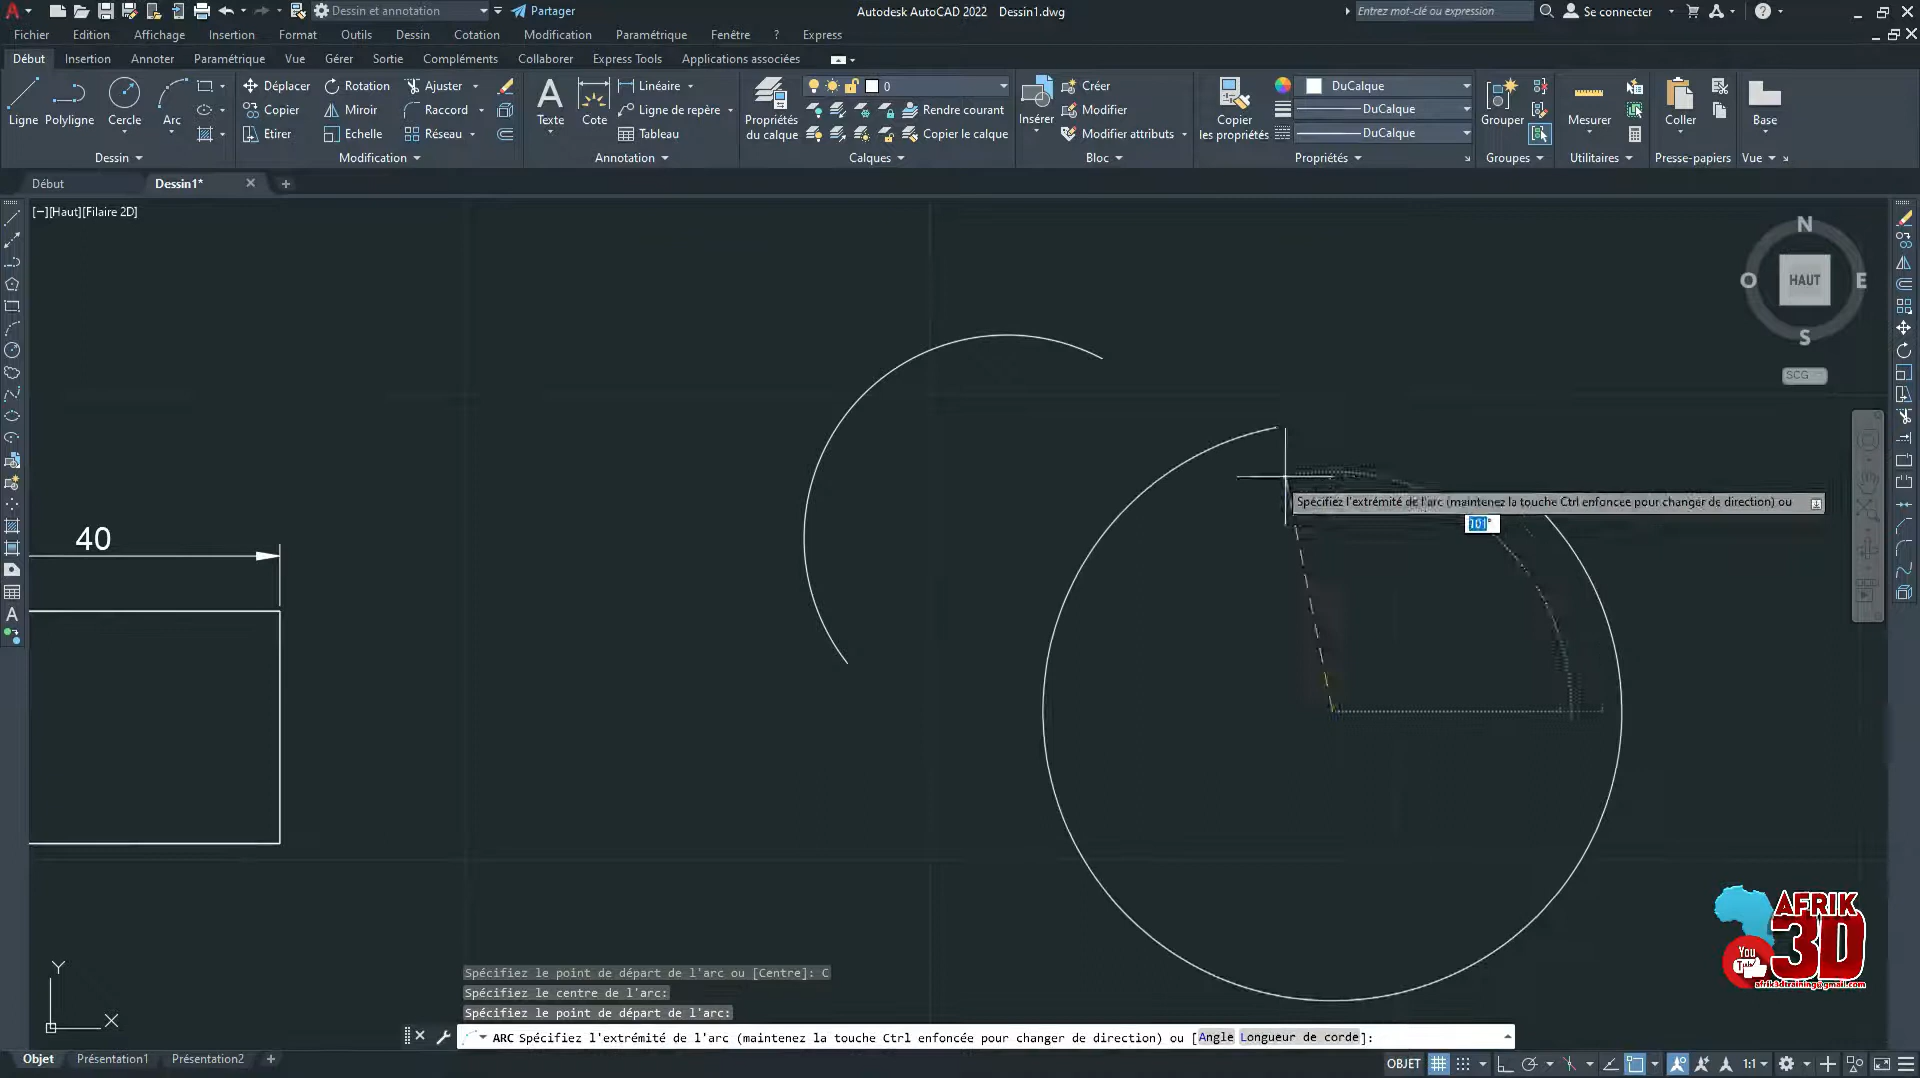 Dessin et annotation
Partager
Autodesk AutoCAD 2022 Dessin1.dwg
Entrez mot-clé ou expression
Se connecter
Fichier Edition Affichage Insertion Format Outils Dessin Cotation Modification Paramétrique Fenêtre ? Express
Début Insertion Annoter Paramétrique Vue Gérer Sortie Compléments Collaborer Express Tools Applications associées
Ligne Polyligne Cercle Arc
Déplacer Rotation Ajuster
Copier Miroir Raccord
Etirer Echelle Réseau
Texte Cote
Linéaire
Ligne de repère
Tableau
Propriétés du calque
0
Rendre courant
Copier le calque
Insérer
Créer
Modifier
Modifier attributs
Copier les propriétés
DuCalque
DuCalque
DuCalque
Grouper
Mesurer
Coller
Base
Dessin Modification Annotation Calques Bloc Propriétés Groupes Utilitaires Presse-papiers Vue
Début Dessin1*
[−][Haut][Filaire 2D]
N
O HAUT E
S
SCG
Spécifiez l'extrémité de l'arc (maintenez la touche Ctrl enfoncée pour changer de direction) ou
101°
40
Y
X
AFRIK
3D
You
Tube
afrik3dtraining@gmail.com
Spécifiez le point de départ de l'arc ou [Centre]: C
Spécifiez le centre de l'arc:
Spécifiez le point de départ de l'arc:
ARC Spécifiez l'extrémité de l'arc (maintenez la touche Ctrl enfoncée pour changer de direction) ou [Angle Longueur de corde]:
Objet Présentation1 Présentation2
OBJET
1:1